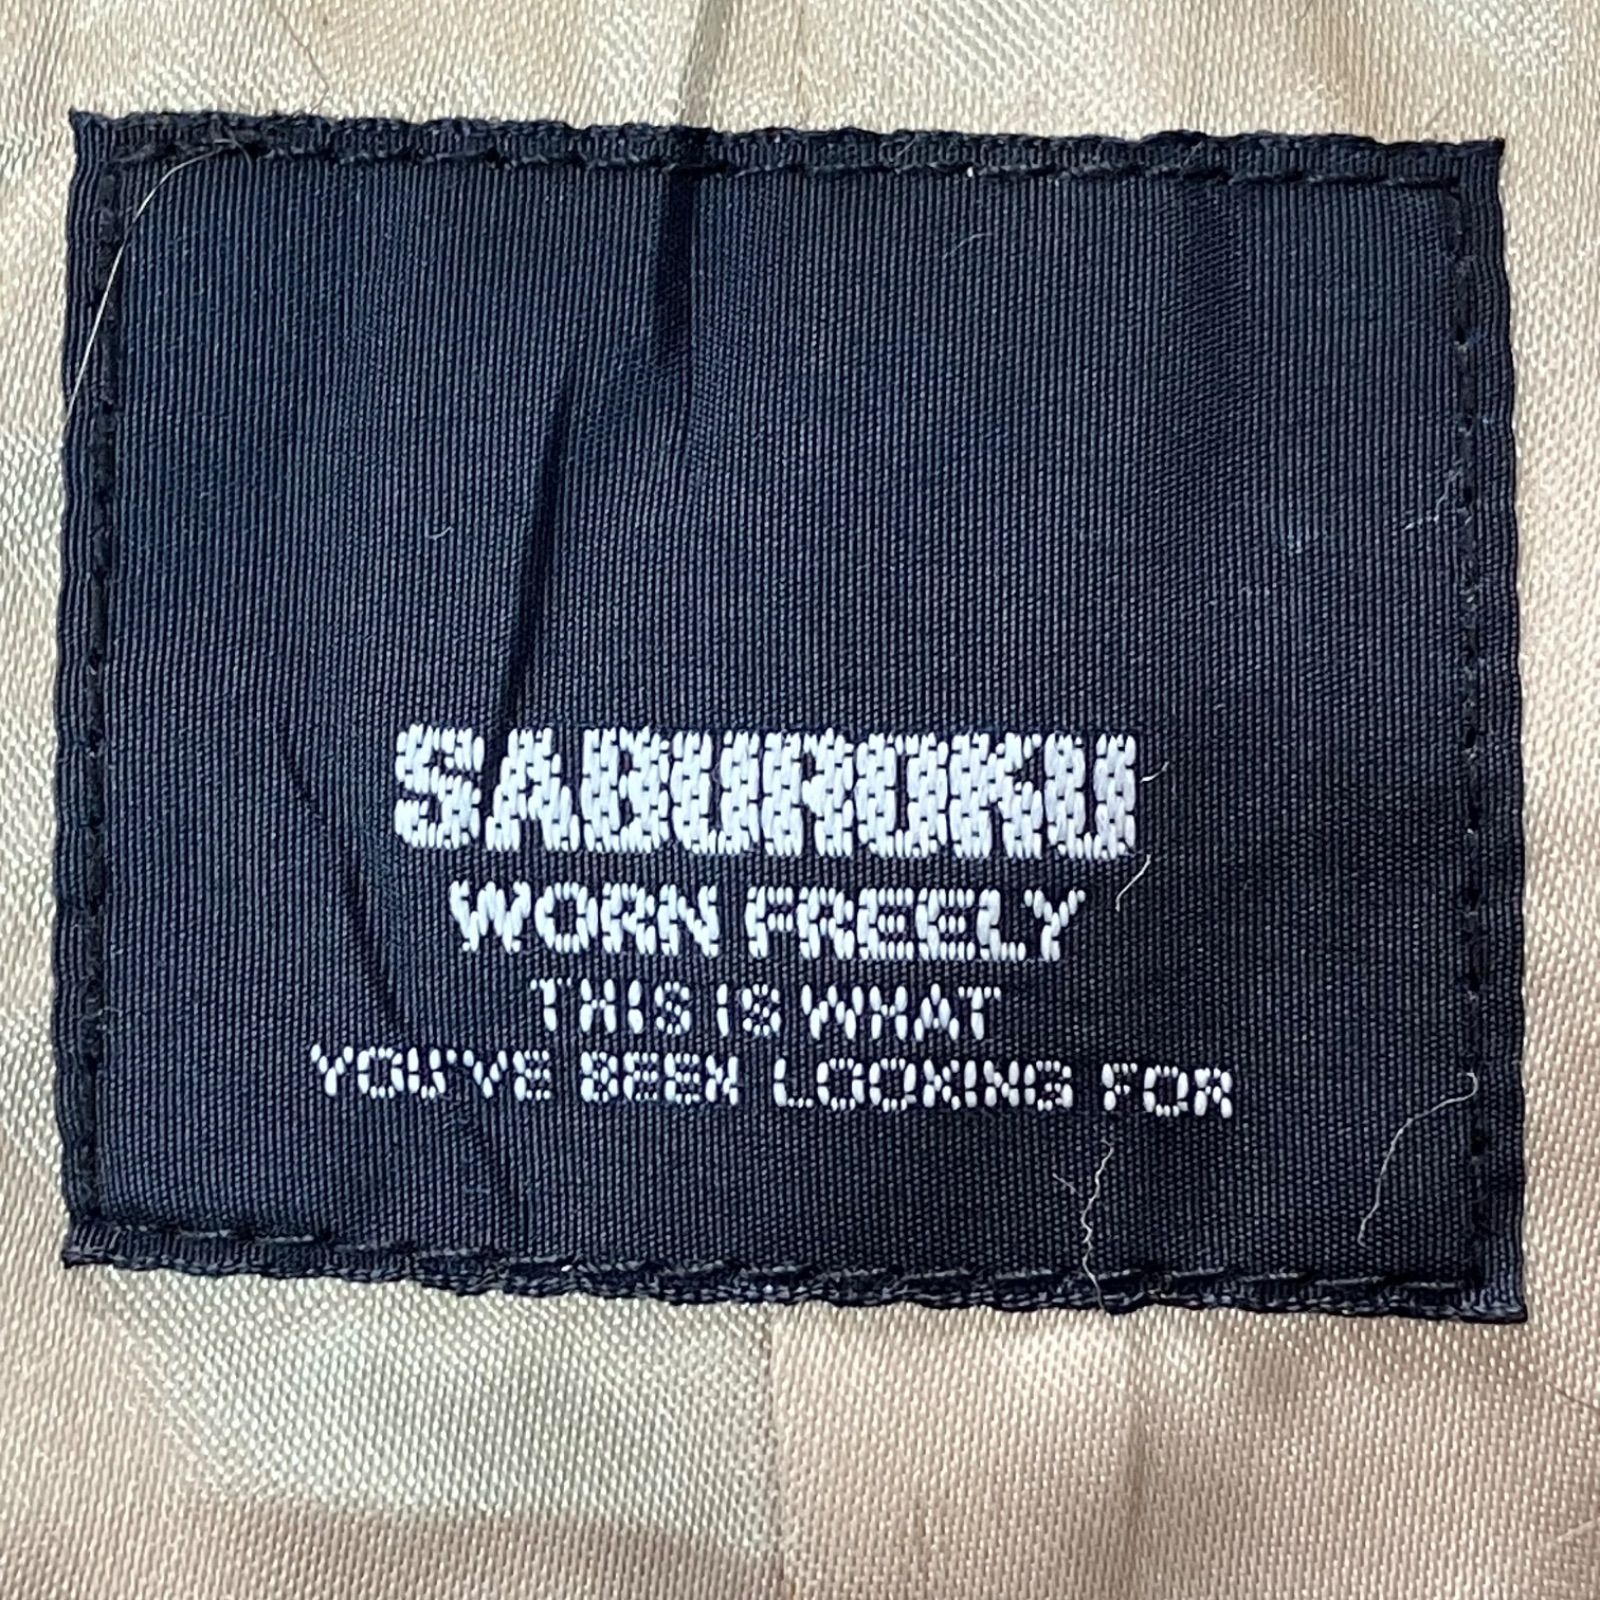 SABUROKU
WORN FREELY
THIS IS WHAT
YOU'VE BEEN LOOKING FOR